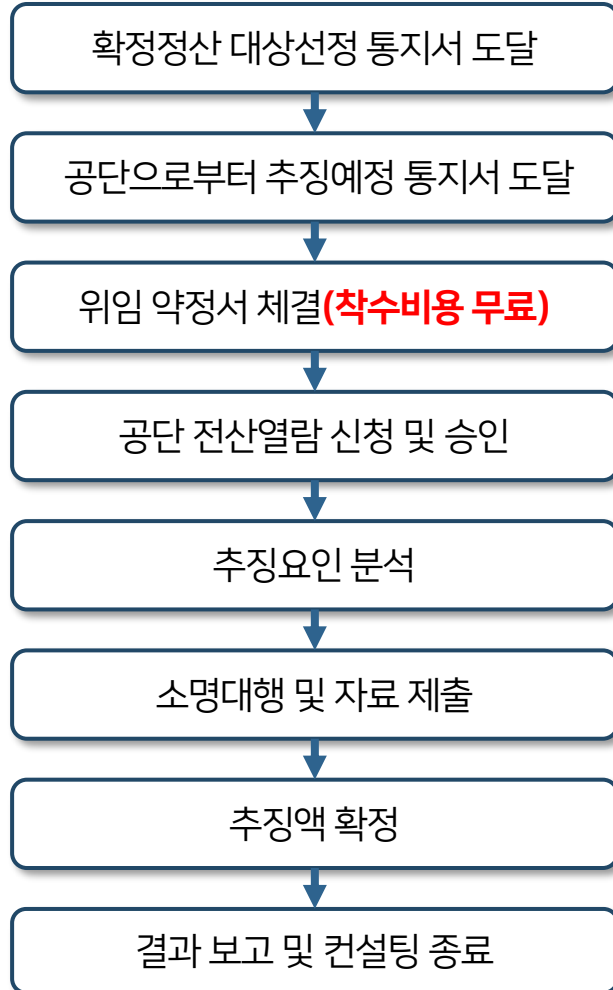 확정정산 대상선정 통지서 도달
공단으로부터 추징예정 통지서 도달
위임 약정서 체결(착수비용 무료)
공단 전산열람 신청 및 승인
추징요인 분석
소명대행 및 자료 제출
추징액 확정
결과 보고 및 컨설팅 종료